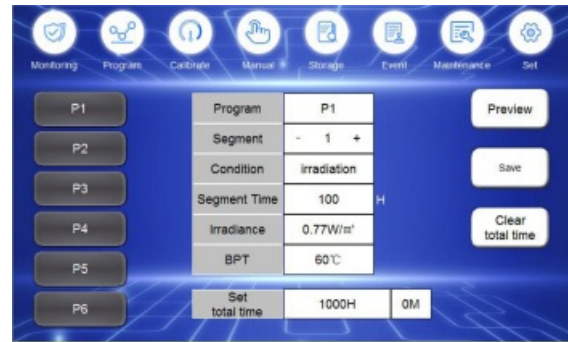 Monitoring Program Calibrate Manual Storage Event Maintenance Set
P1
P2
P3
P4
P5
P6
Program P1
Segment - 1 +
Condition irradiation
Segment Time 100 H
Irradiance 0.77W/㎡
BPT 60℃
Set
total time 1000H 0M
Preview
Save
Clear
total time